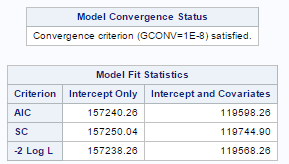 Model Convergence Status
Convergence criterion (GCONV=1E-8) satisfied.
Model Fit Statistics
Criterion Intercept Only Intercept and Covariates
AIC 157240.26 119598.26
SC 157250.04 119744.90
-2 Log L 157238.26 119568.26